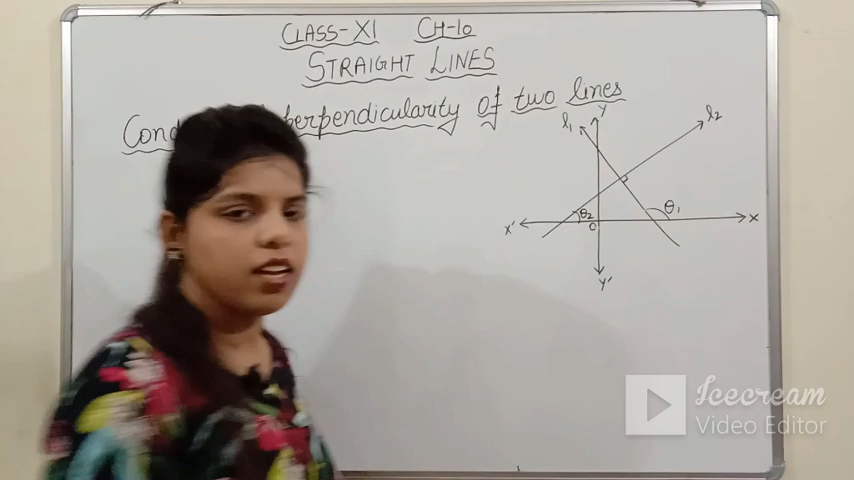 CLASS-XI CH-10
STRAIGHT LINES
perpendicularity of two lines
l₁ Y l₂
θ₂ θ₁
X' O X
Y'
Icecream
Video Editor